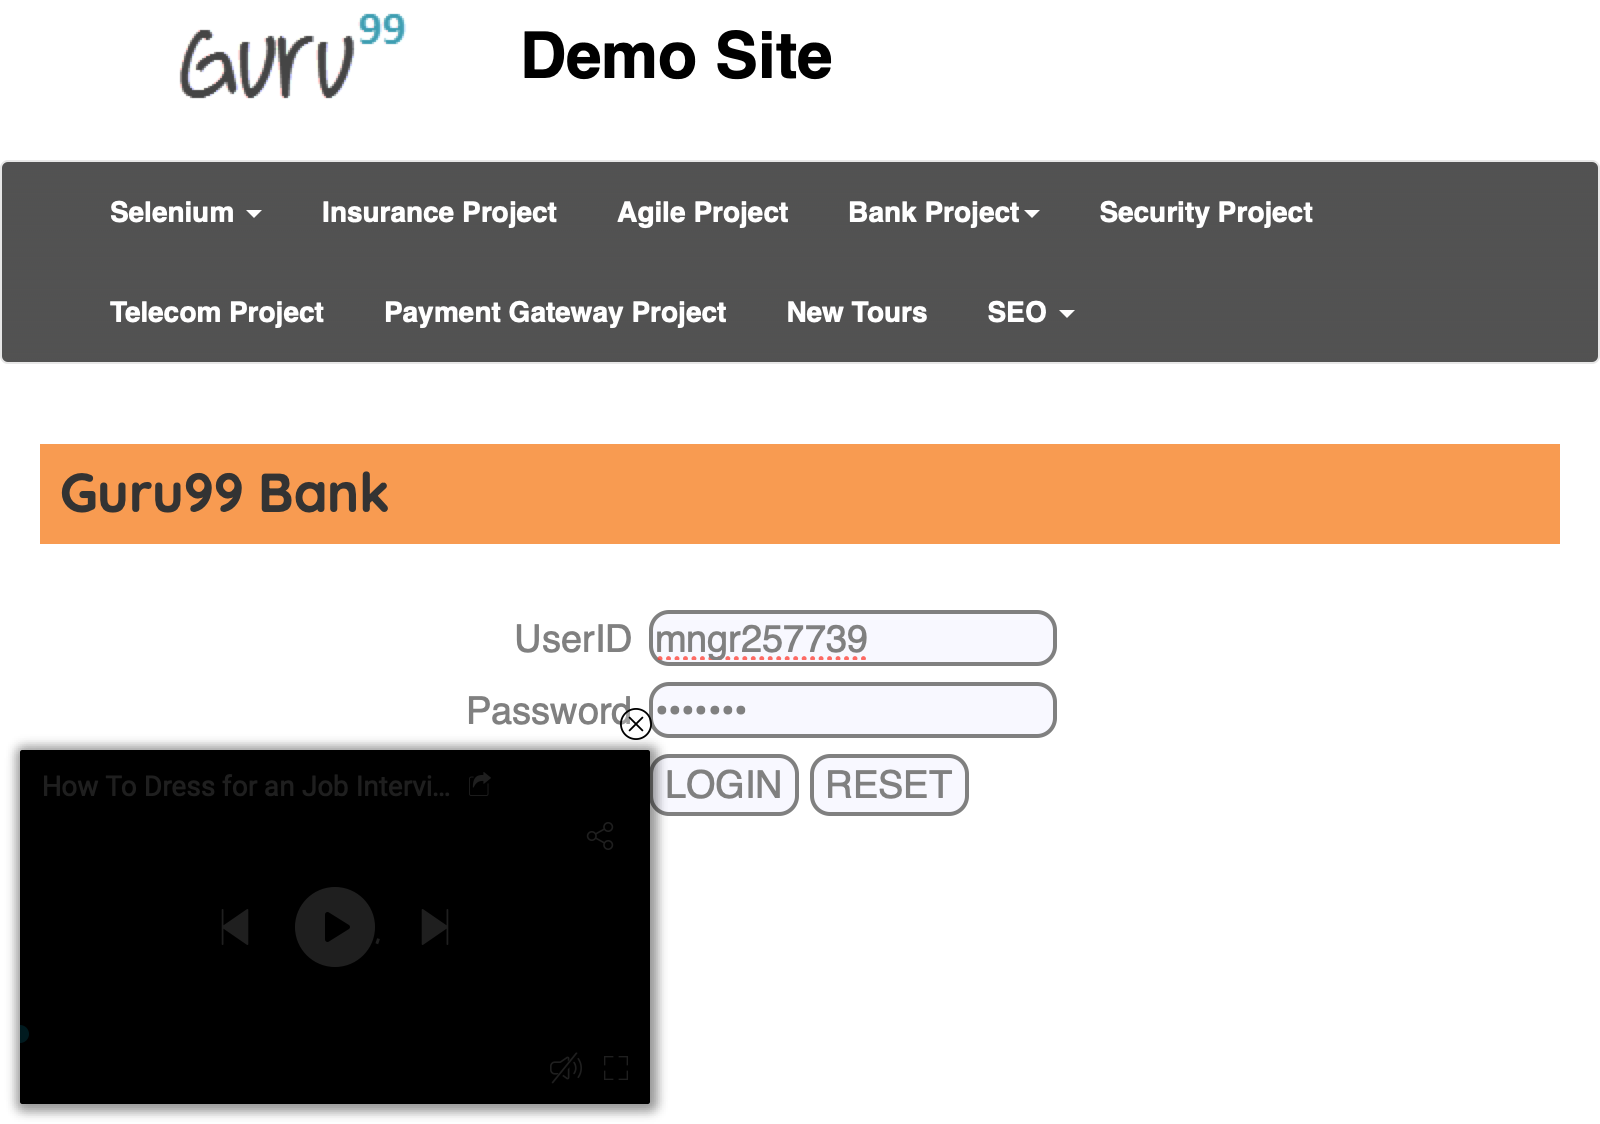 Guru99
Demo Site
Selenium Insurance Project Agile Project Bank Project Security Project
Telecom Project Payment Gateway Project New Tours SEO
Guru99 Bank
UserID mngr257739
Password •••••••
LOGIN RESET
How To Dress for an Job Intervi...